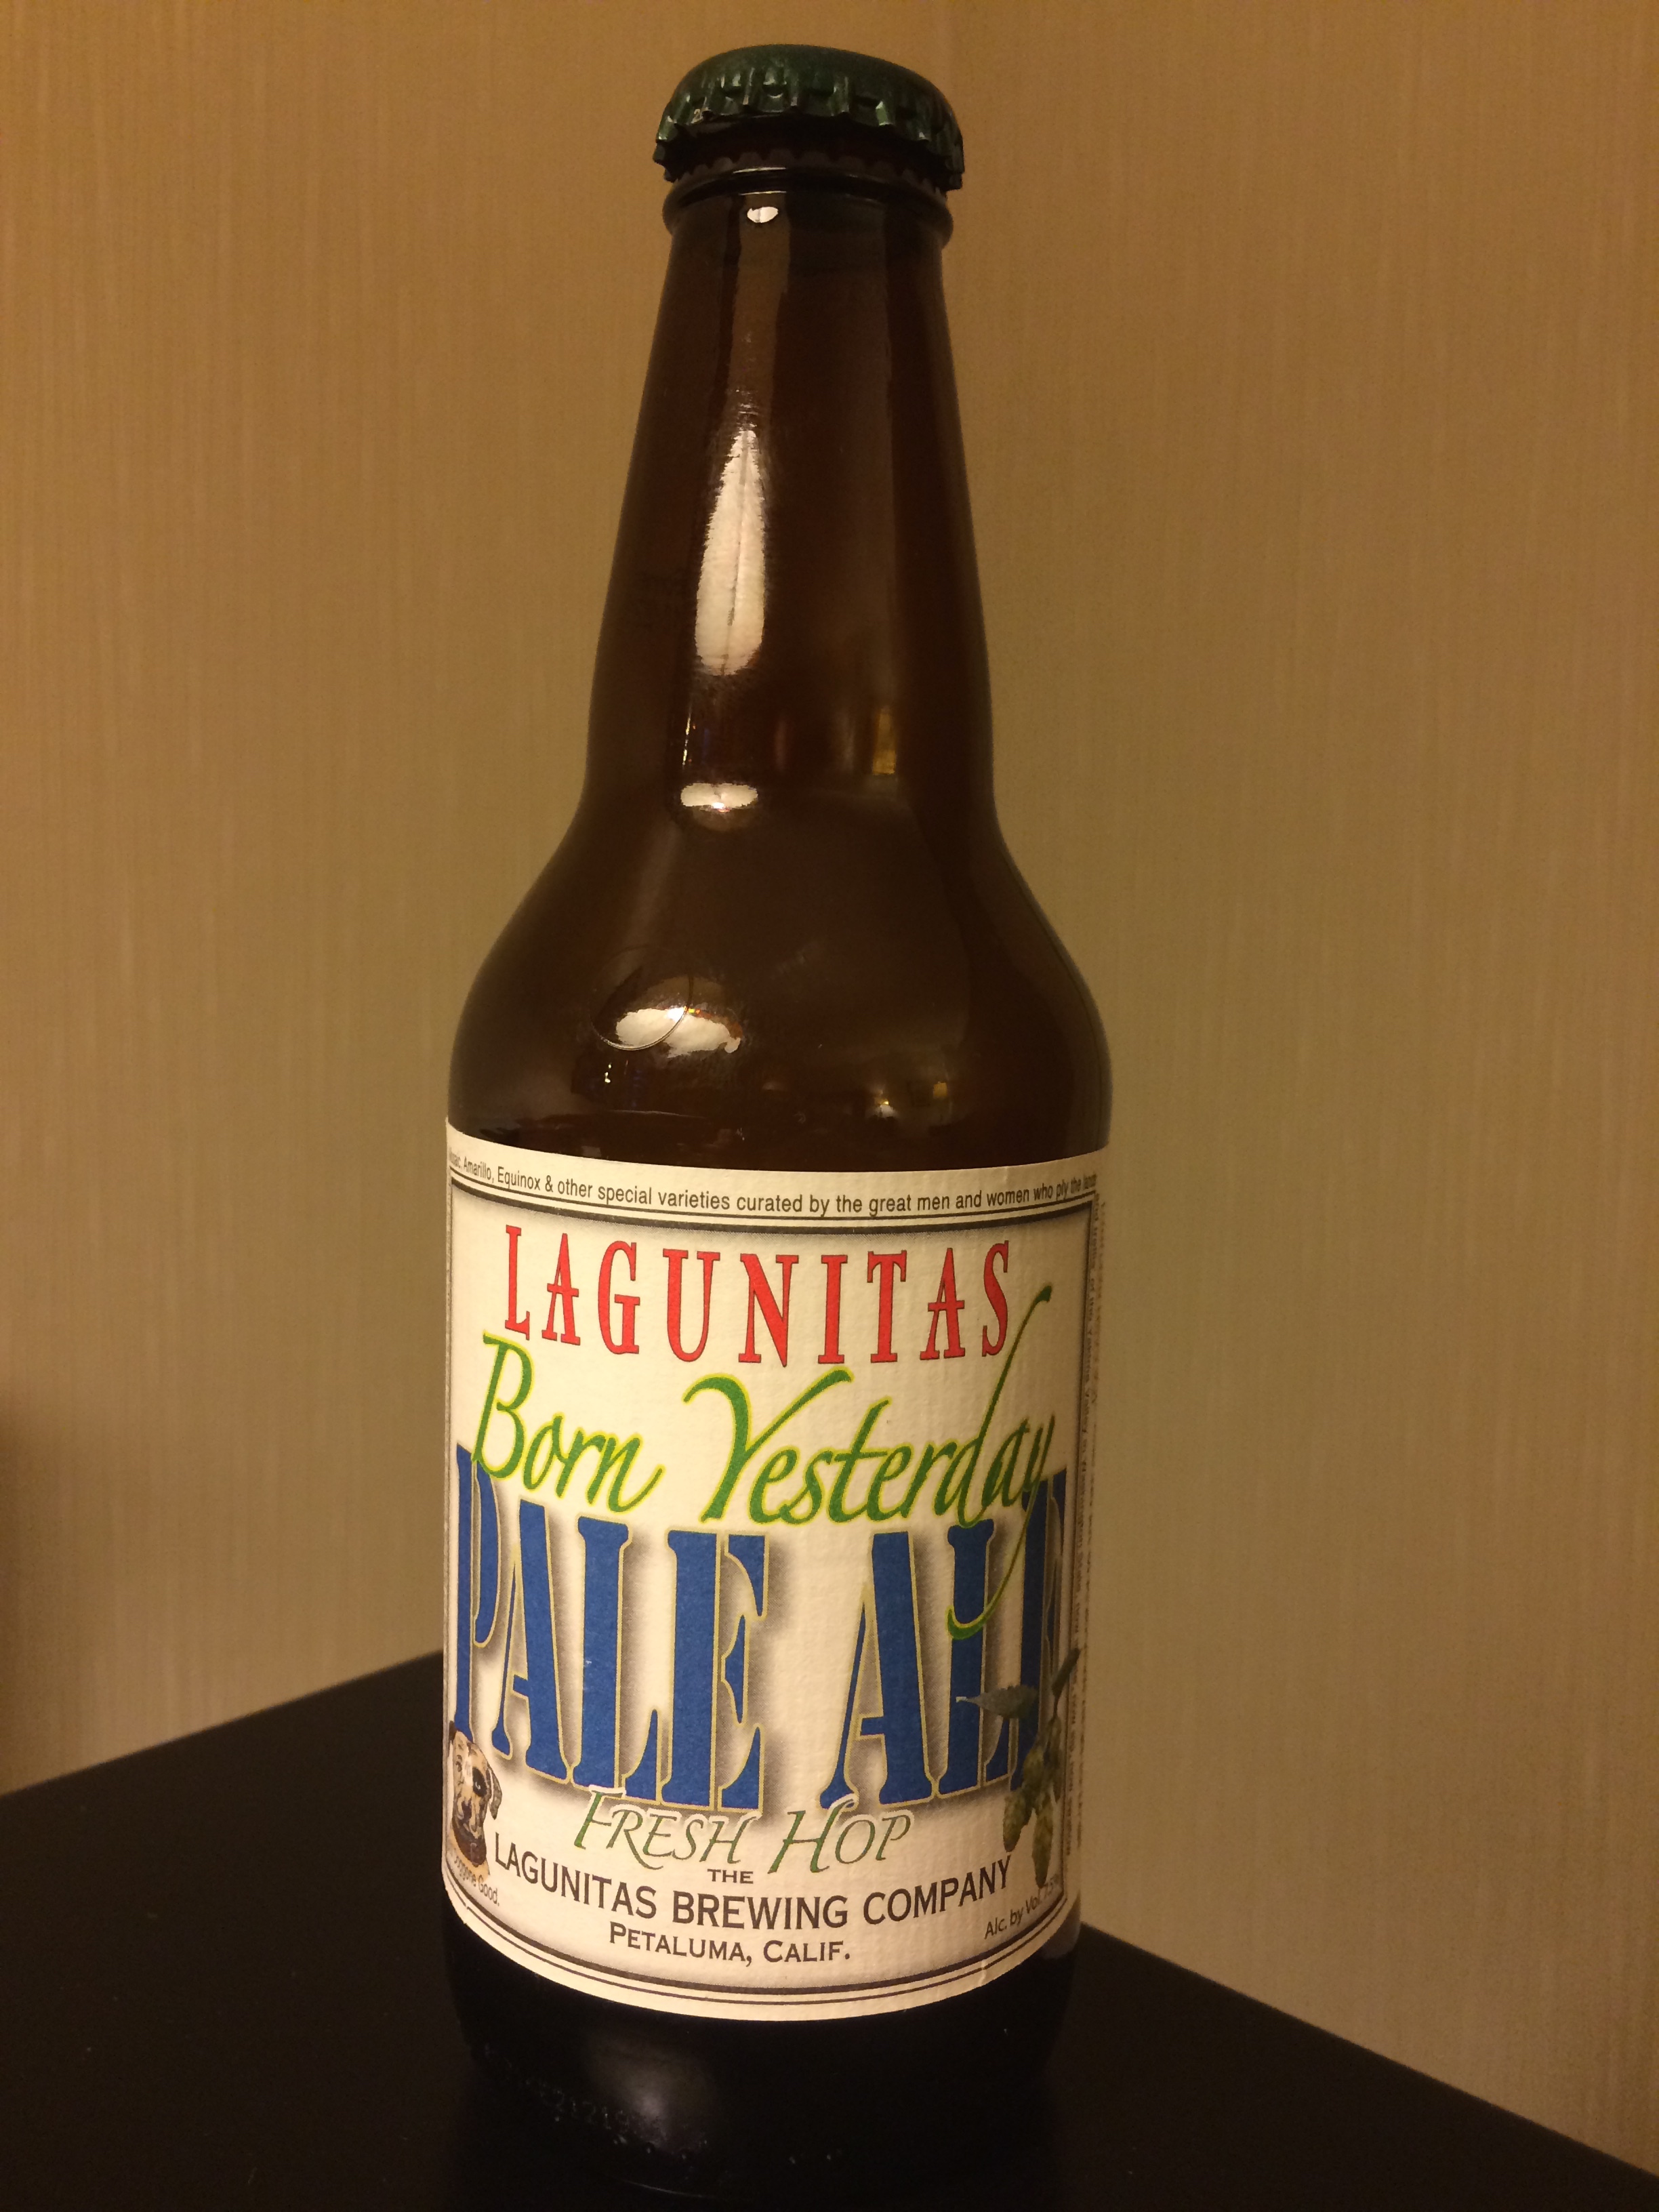 Amarillo, Equinox & other special varieties curated by the great men and women who ply the
LAGUNITAS
Born Yesterday
PALE ALE
FRESH HOP
THE
LAGUNITAS BREWING COMPANY
PETALUMA, CALIF.
Good.
Alc. by Vol.